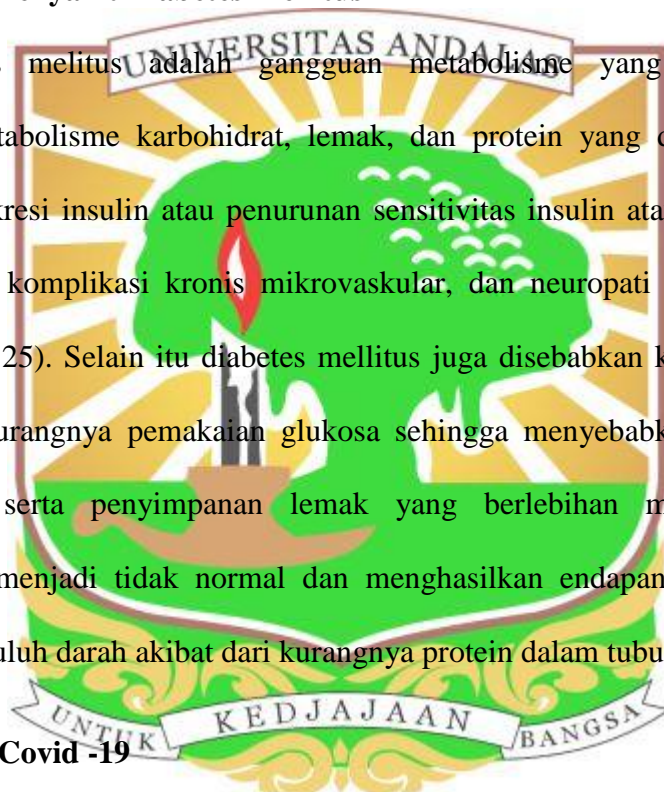 UNIVERSITAS ANDALAS
melitus adalah gangguan metabolisme yang
tabolisme karbohidrat, lemak, dan protein yang
kresi insulin atau penurunan sensitivitas insulin ata
komplikasi kronis mikrovaskular, dan neuropati
25). Selain itu diabetes mellitus juga disebabkan k
urangnya pemakaian glukosa sehingga menyebabk
serta penyimpanan lemak yang berlebihan m
menjadi tidak normal dan menghasilkan endapan
uluh darah akibat dari kurangnya protein dalam tubu
UNTUK KEDJAJAAN BANGSA
Covid -19